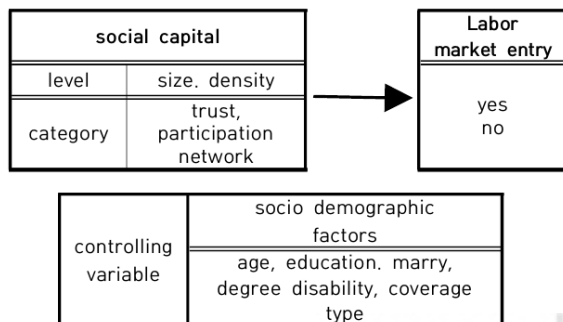 social capital
level
size. density
category
trust,
participation
network
Labor
market entry
yes
no
controlling
variable
socio demographic
factors
age, education. marry,
degree disability, coverage
type